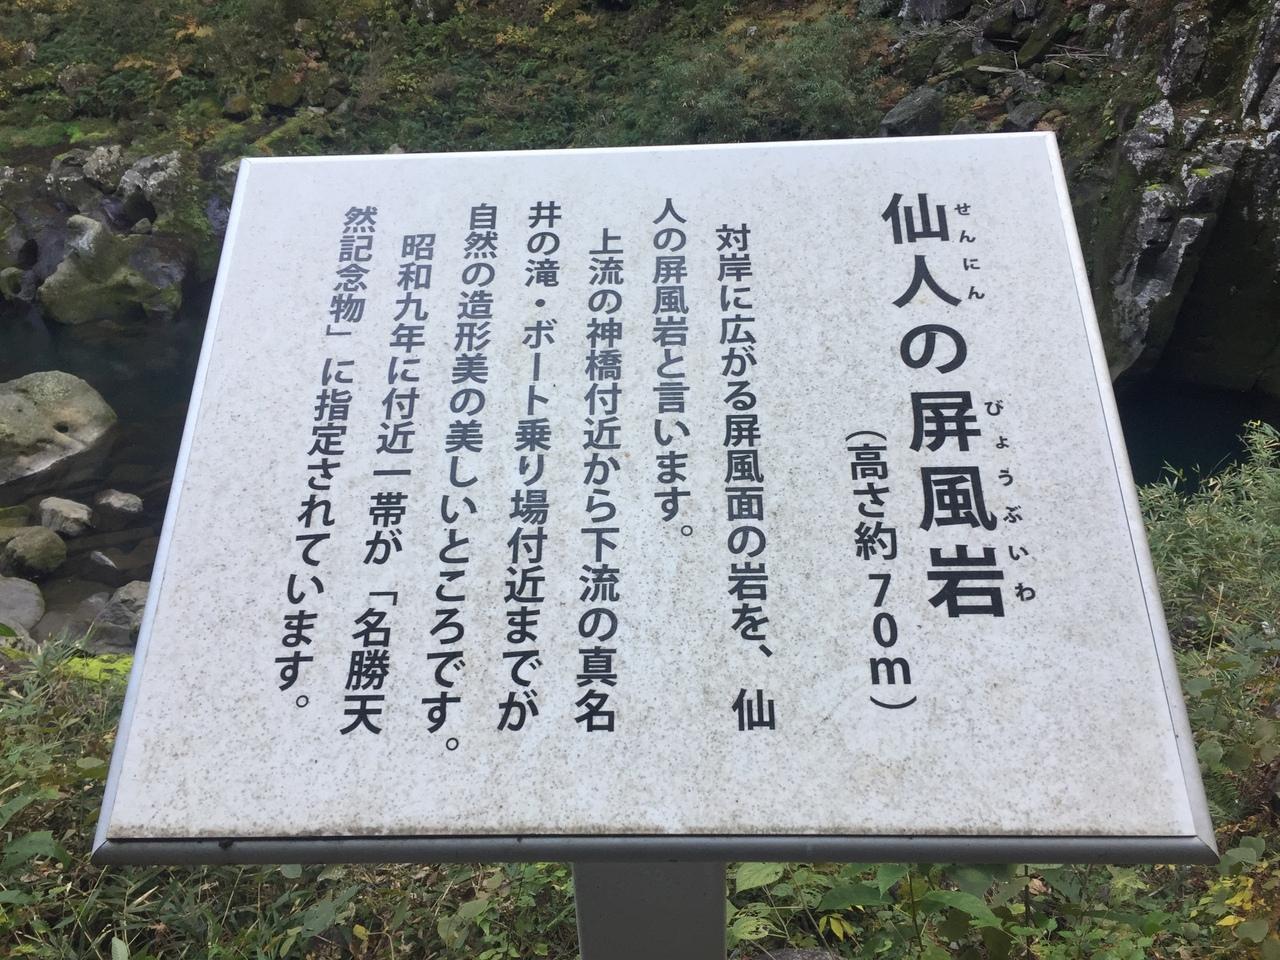 仙人の屏風岩
せんにん びょうぶいわ
（高さ約70m）
対岸に広がる屏風面の岩を、仙
人の屏風岩と言います。
上流の神橋付近から下流の真名
井の滝・ボート乗り場付近までが
自然の造形美の美しいところです。
昭和九年に付近一帯が「名勝天
然記念物」に指定されています。